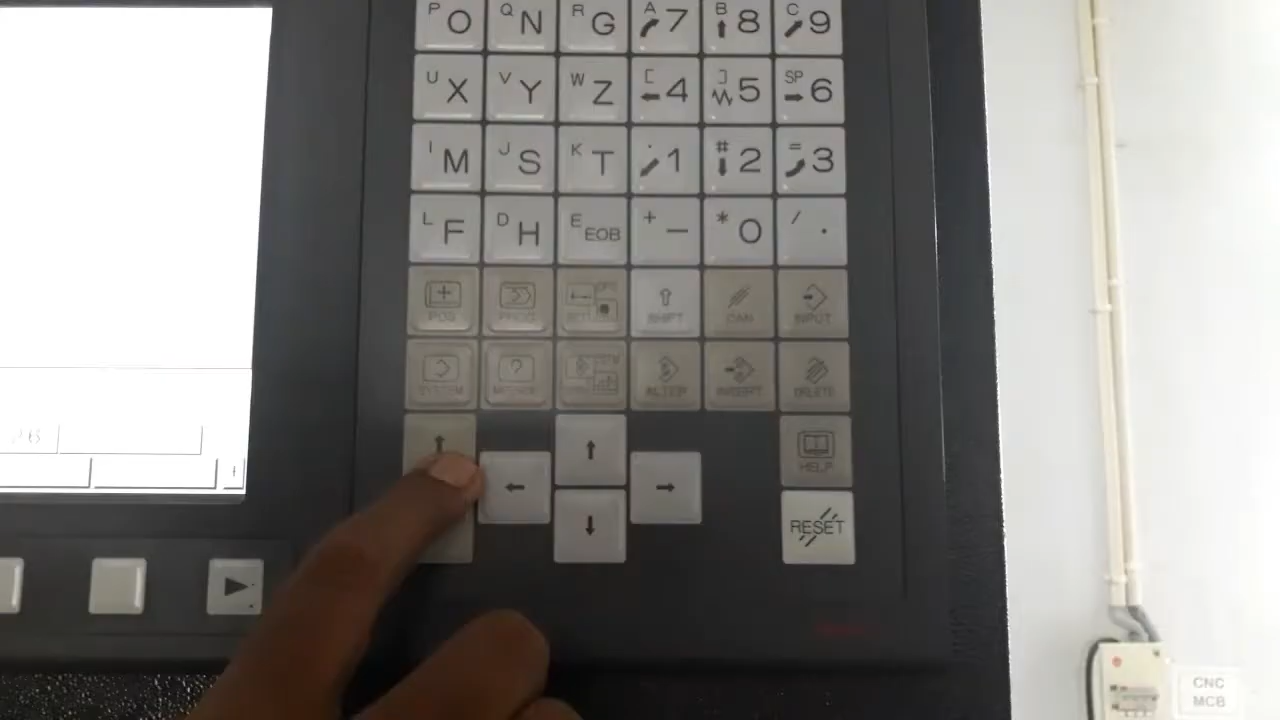 P O Q N R G A 7 B 8 C 9
U X V Y W Z [ 4 ] 5 SP 6
I M J S K T , 1 # 2 = 3
L F D H E EOB + - * 0 / .
POS PROG SHIFT CAN INPUT
SYSTEM MESSAGE ALTER INSERT DELETE
HELP
RESET
CNC
MCB